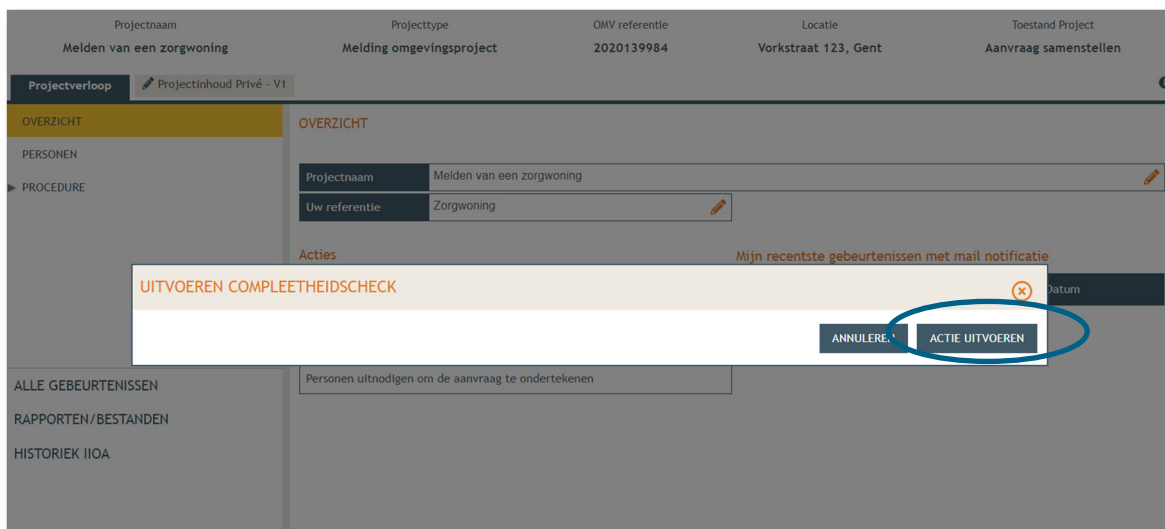 Projectnaam Projecttype OMV referentie Locatie Toestand Project
Melden van een zorgwoning Melding omgevingsproject 2020139984 Vorkstraat 123, Gent Aanvraag samenstellen
Projectverloop Projectinhoud Privé - V1
OVERZICHT OVERZICHT
PERSONEN
PROCEDURE
Projectnaam Melden van een zorgwoning
Uw referentie Zorgwoning
Acties Mijn recentste gebeurtenissen met mail notificatie
UITVOEREN COMPLEETHEIDSCHECK
Datum
ANNULEREN ACTIE UITVOEREN
Personen uitnodigen om de aanvraag te ondertekenen
ALLE GEBEURTENISSEN
RAPPORTEN/BESTANDEN
HISTORIEK IIOA